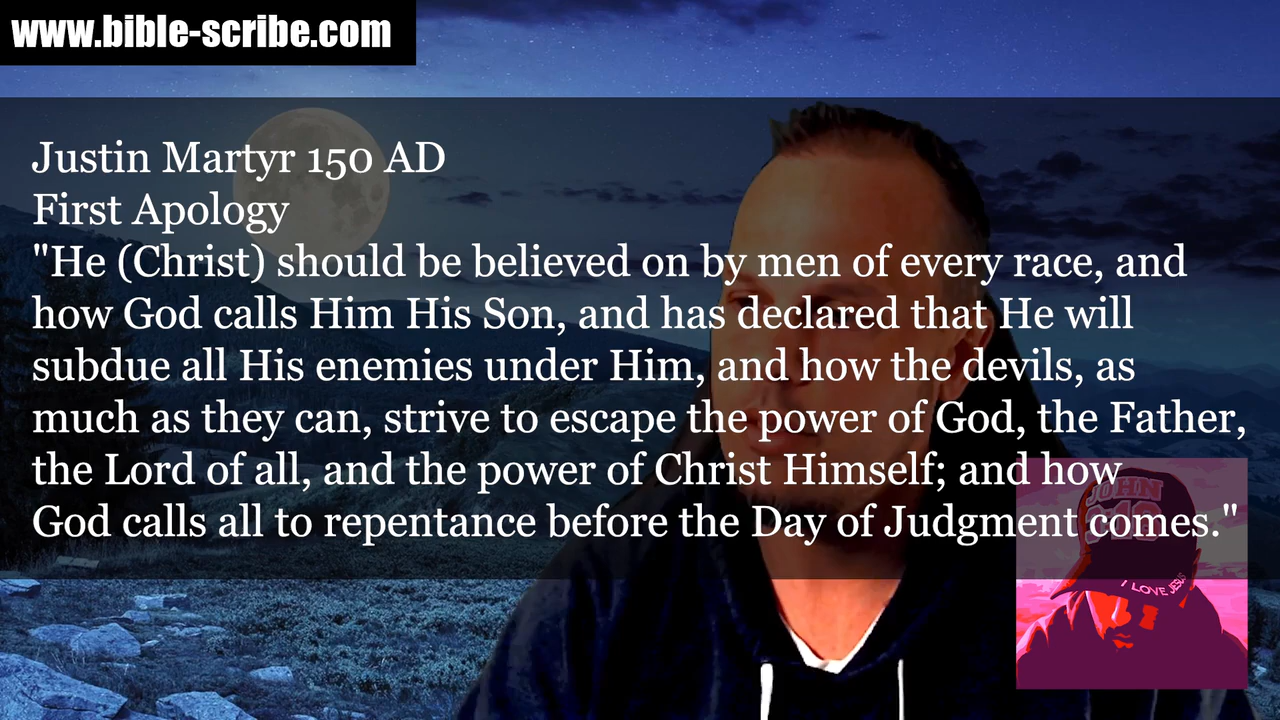 www.bible-scribe.com
Justin Martyr 150 AD
First Apology
"He (Christ) should be believed on by men of every race, and
how God calls Him His Son, and has declared that He will
subdue all His enemies under Him, and how the devils, as
much as they can, strive to escape the power of God, the Father,
the Lord of all, and the power of Christ Himself; and how
God calls all to repentance before the Day of Judgment comes."
JOHN
I LOVE JESUS